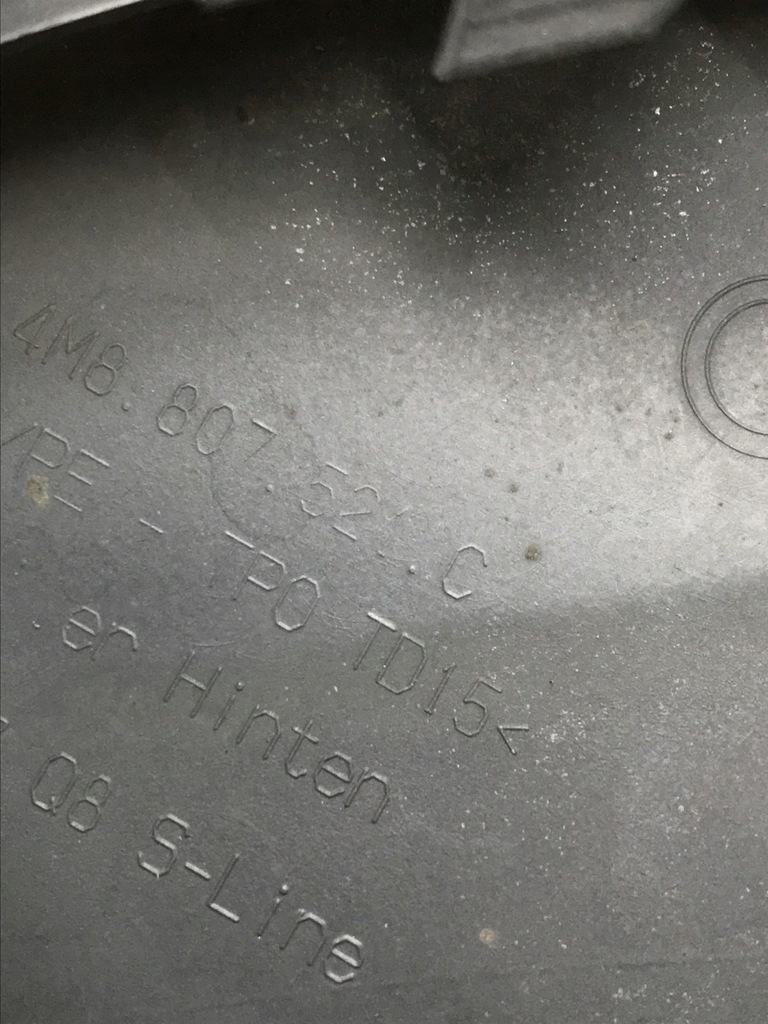 4M8. 807. 521. C
PE - TPO TD15<
er Hinten
Q8 S-Line